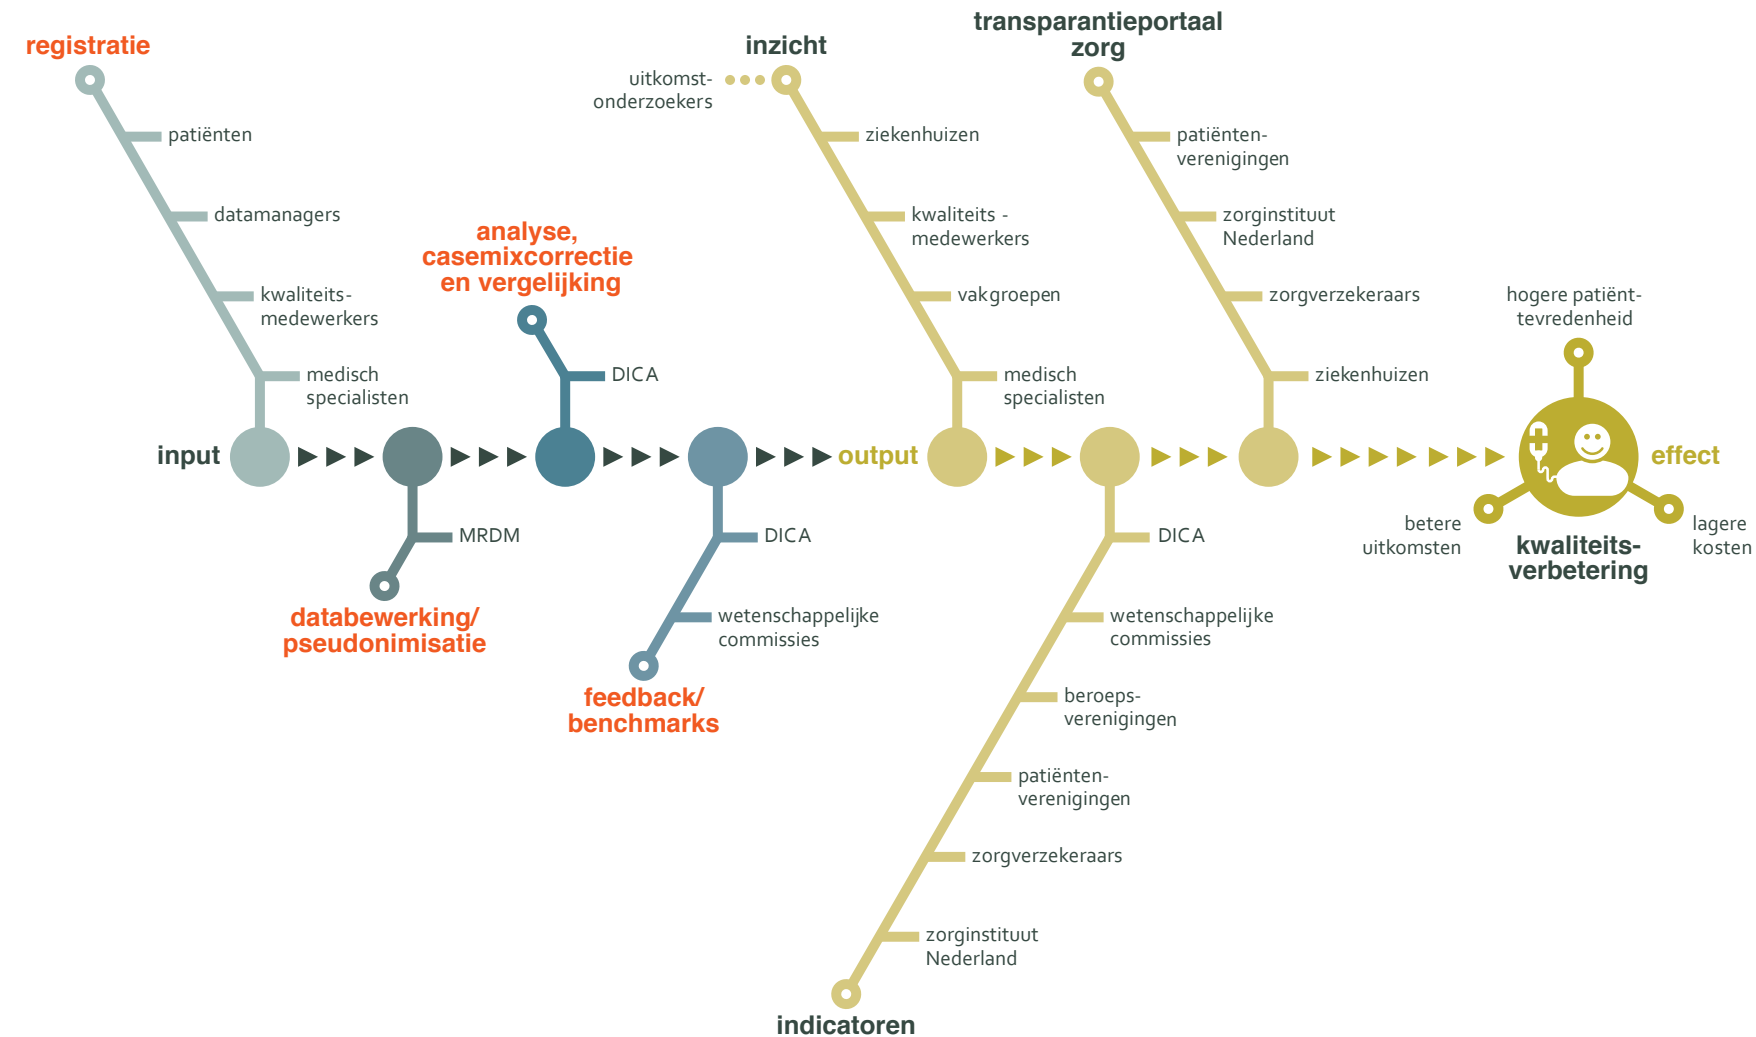 registratie
patiënten
datamanagers
kwaliteits-
medewerkers
medisch
specialisten
input
MRDM
databewerking/
pseudonimisatie
analyse,
casemixcorrectie
en vergelijking
DICA
DICA
wetenschappelijke
commissies
feedback/
benchmarks
inzicht
uitkomst-
onderzoekers
ziekenhuizen
kwaliteits -
medewerkers
vakgroepen
medisch
specialisten
output
DICA
wetenschappelijke
commissies
beroeps-
verenigingen
patiënten-
verenigingen
zorgverzekeraars
zorginstituut
Nederland
indicatoren
transparantieportaal
zorg
patiënten-
verenigingen
zorginstituut
Nederland
zorgverzekeraars
ziekenhuizen
hogere patiënt-
tevredenheid
effect
betere
uitkomsten
lagere
kosten
kwaliteits-
verbetering